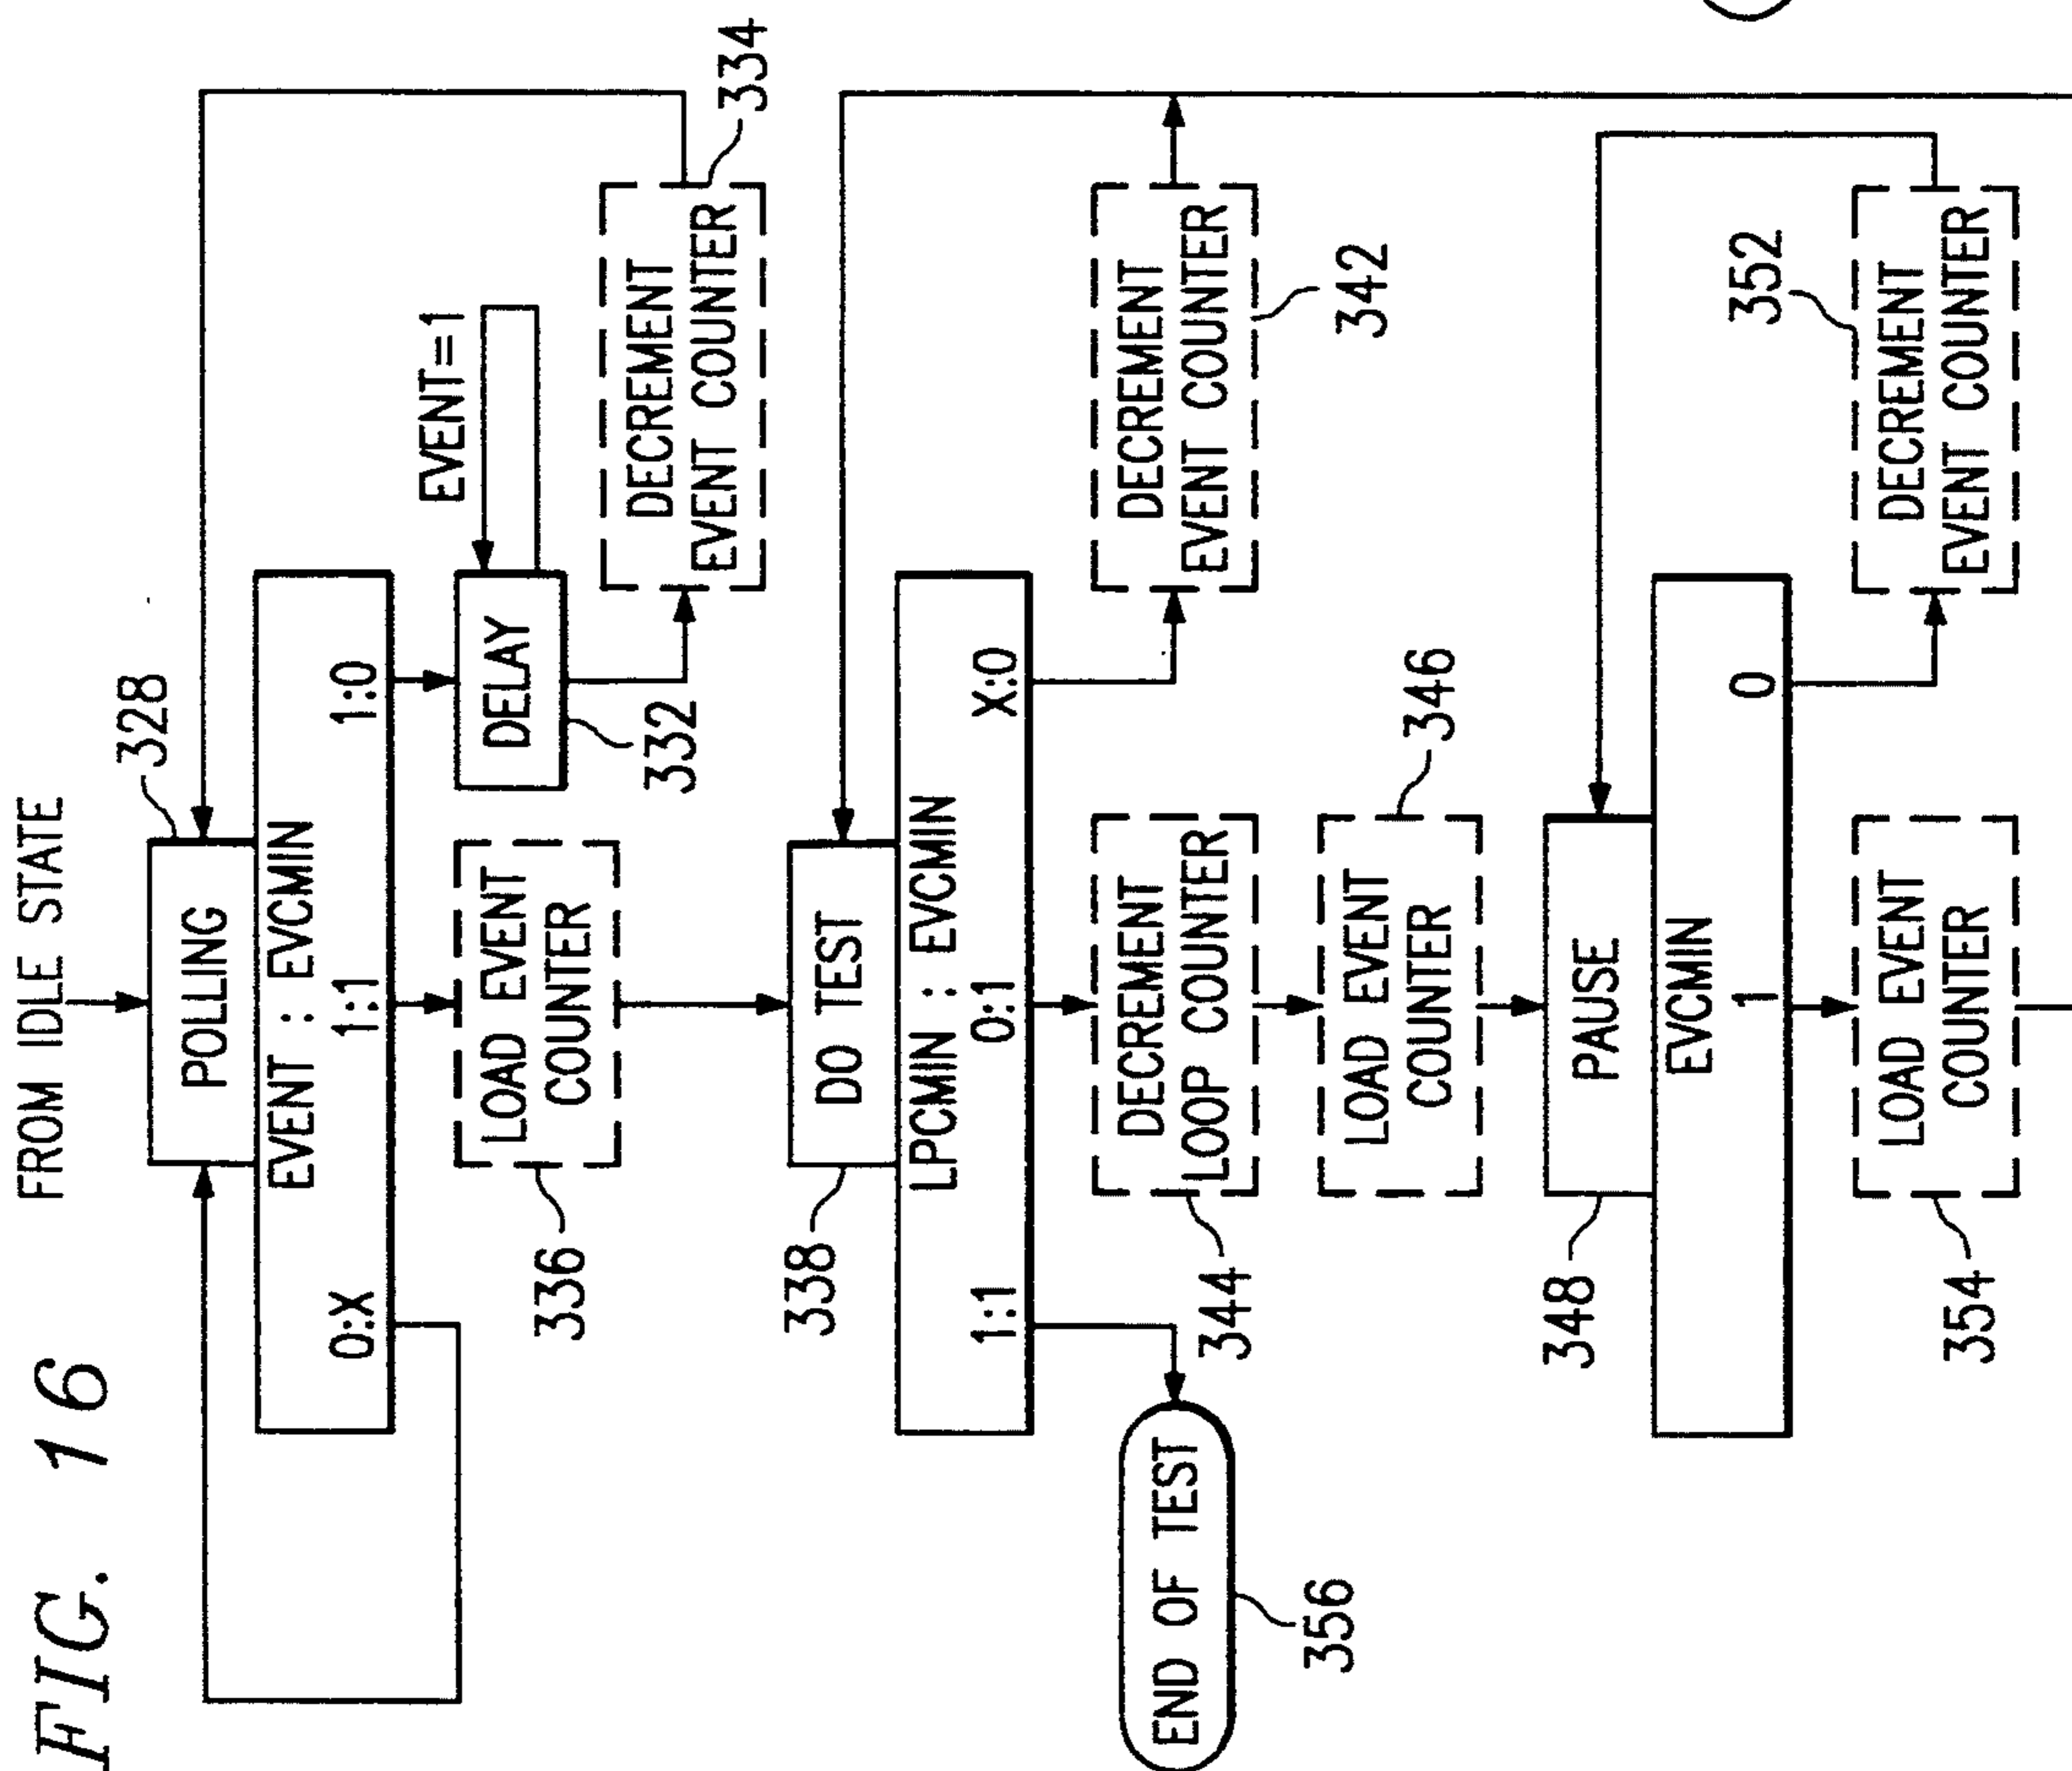 FIG. 16
FROM IDLE STATE
328
POLLING
EVENT : EVCMIN
0:X
1:1
1:0
EVENT=1
DELAY
332
DECREMENT
EVENT COUNTER
334
336
LOAD EVENT
COUNTER
338
DO TEST
LPCMIN : EVCMIN
1:1
0:1
X:0
DECREMENT
EVENT COUNTER
342
DECREMENT
LOOP COUNTER
344
END OF TEST
356
LOAD EVENT
COUNTER
346
PAUSE
348
EVCMIN
1
0
DECREMENT
EVENT COUNTER
352
LOAD EVENT
COUNTER
354